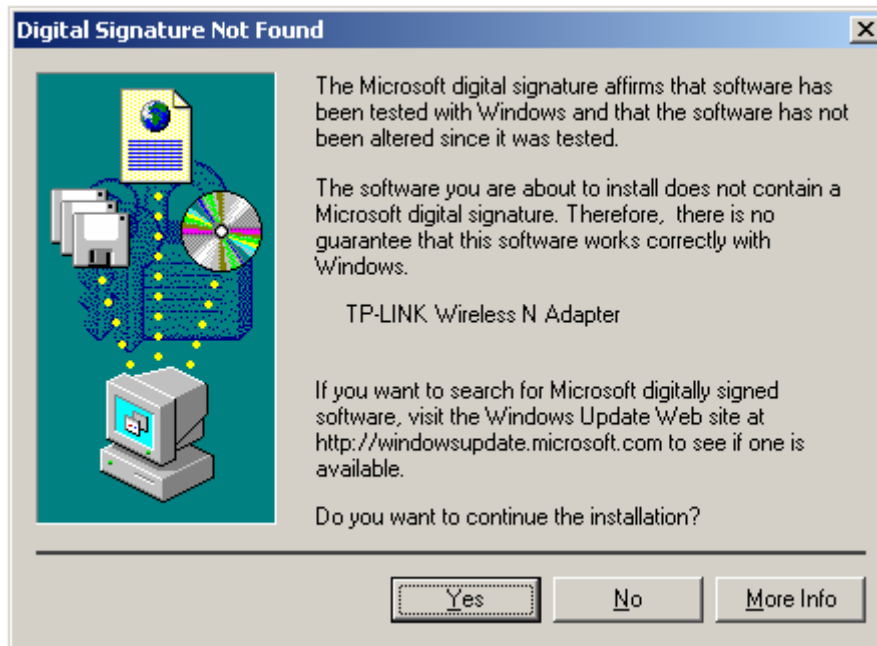 Digital Signature Not Found
The Microsoft digital signature affirms that software has
been tested with Windows and that the software has not
been altered since it was tested.
The software you are about to install does not contain a
Microsoft digital signature. Therefore,  there is no
guarantee that this software works correctly with
Windows.
TP-LINK Wireless N Adapter
If you want to search for Microsoft digitally signed
software, visit the Windows Update Web site at
http://windowsupdate.microsoft.com to see if one is
available.
Do you want to continue the installation?
Yes No More Info